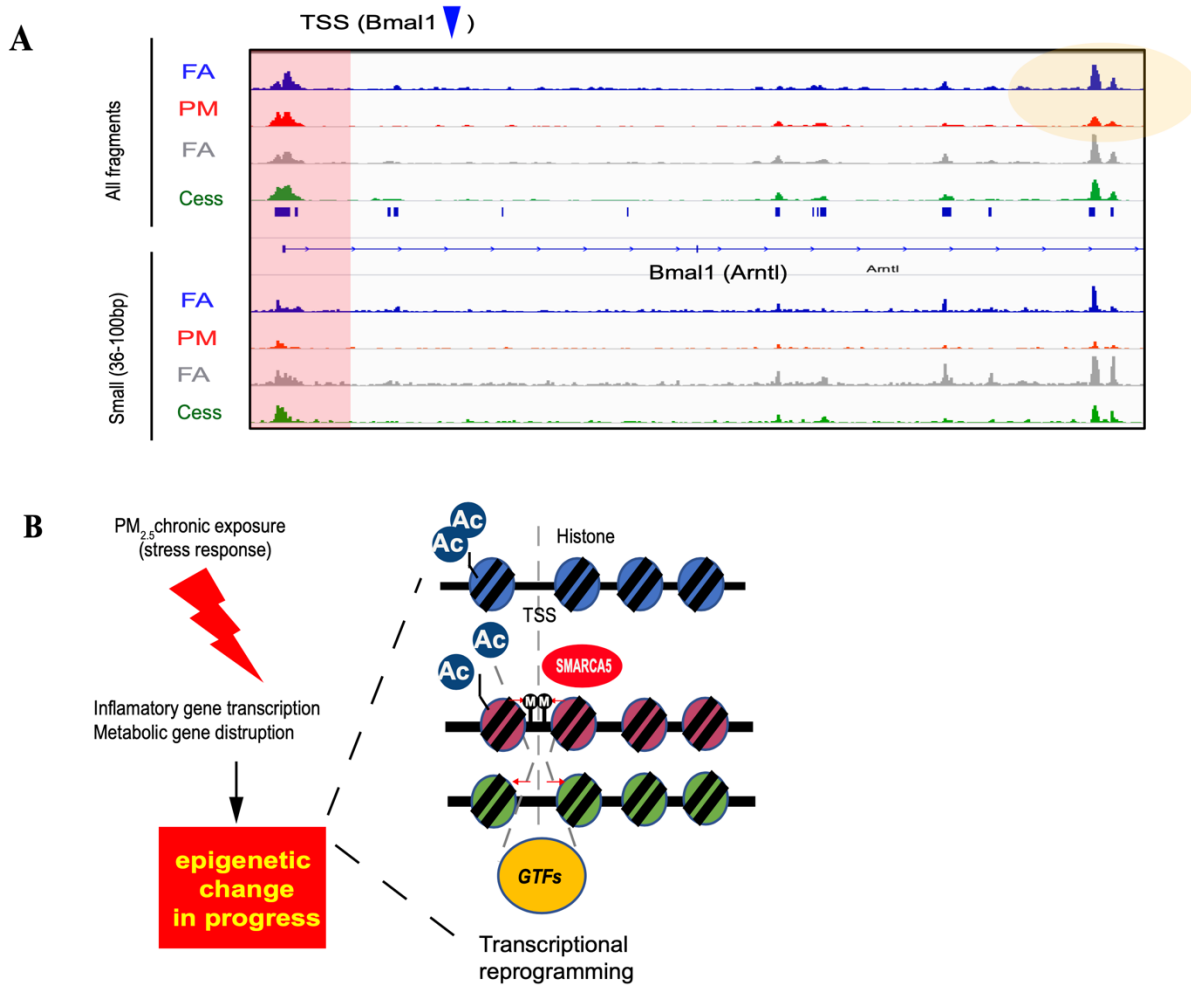 A
TSS (Bmal1 )
All fragments
FA
PM
FA
Cess
Bmal1 (Arntl)
Arntl
Small (36-100bp)
FA
PM
FA
Cess
B
PM2.5chronic exposure
(stress response)
Inflamatory gene transcription
Metabolic gene distruption
epigenetic
change
in progress
Ac
Ac
Histone
TSS
Ac
Ac
SMARCA5
M M
GTFs
Transcriptional
reprogramming